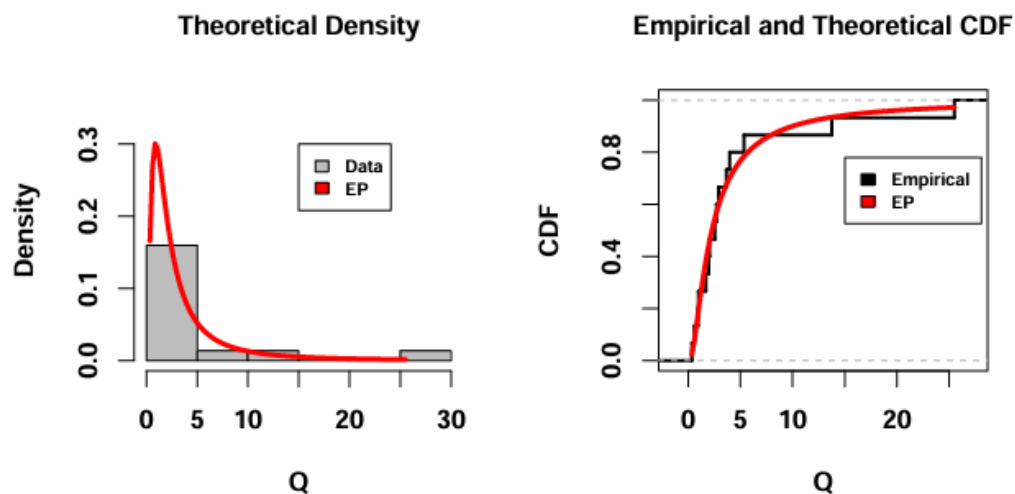 Theoretical Density
Density
0.0
0.1
0.2
0.3
Data
EP
0
5
10
20
30
Q
Empirical and Theoretical CDF
CDF
0.0
0.4
0.8
Empirical
EP
0
5
10
20
Q